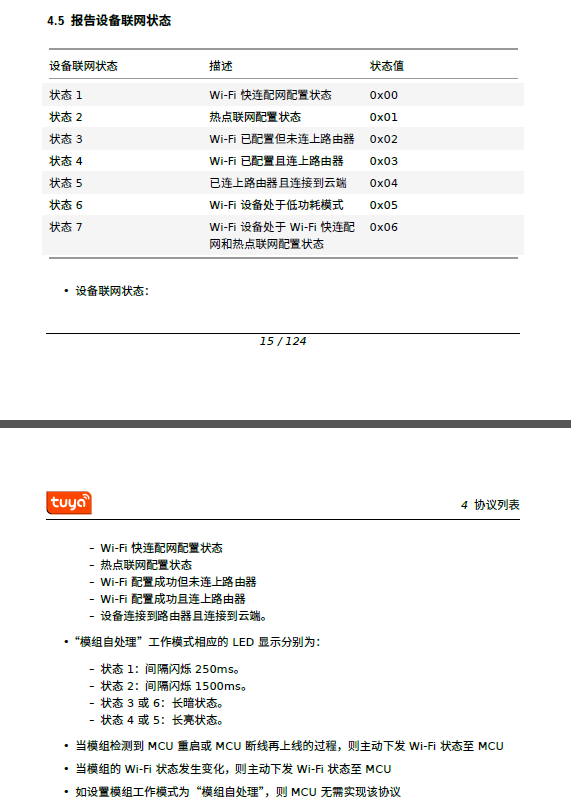 4.5 报告设备联网状态
设备联网状态 描述 状态值
状态 1 Wi-Fi 快连配网配置状态 0x00
状态 2 热点联网配置状态 0x01
状态 3 Wi-Fi 已配置但未连上路由器 0x02
状态 4 Wi-Fi 已配置且连上路由器 0x03
状态 5 已连上路由器且连接到云端 0x04
状态 6 Wi-Fi 设备处于低功耗模式 0x05
状态 7 Wi-Fi 设备处于 Wi-Fi 快连配 0x06
网和热点联网配置状态
• 设备联网状态：
15 / 124
tuya
4 协议列表
– Wi-Fi 快连配网配置状态
– 热点联网配置状态
– Wi-Fi 配置成功但未连上路由器
– Wi-Fi 配置成功且连上路由器
– 设备连接到路由器且连接到云端。
• “模组自处理”工作模式相应的 LED 显示分别为：
– 状态 1：间隔闪烁 250ms。
– 状态 2：间隔闪烁 1500ms。
– 状态 3 或 6：长暗状态。
– 状态 4 或 5：长亮状态。
• 当模组检测到 MCU 重启或 MCU 断线再上线的过程，则主动下发 Wi-Fi 状态至 MCU
• 当模组的 Wi-Fi 状态发生变化，则主动下发 Wi-Fi 状态至 MCU
• 如设置模组工作模式为“模组自处理”，则 MCU 无需实现该协议